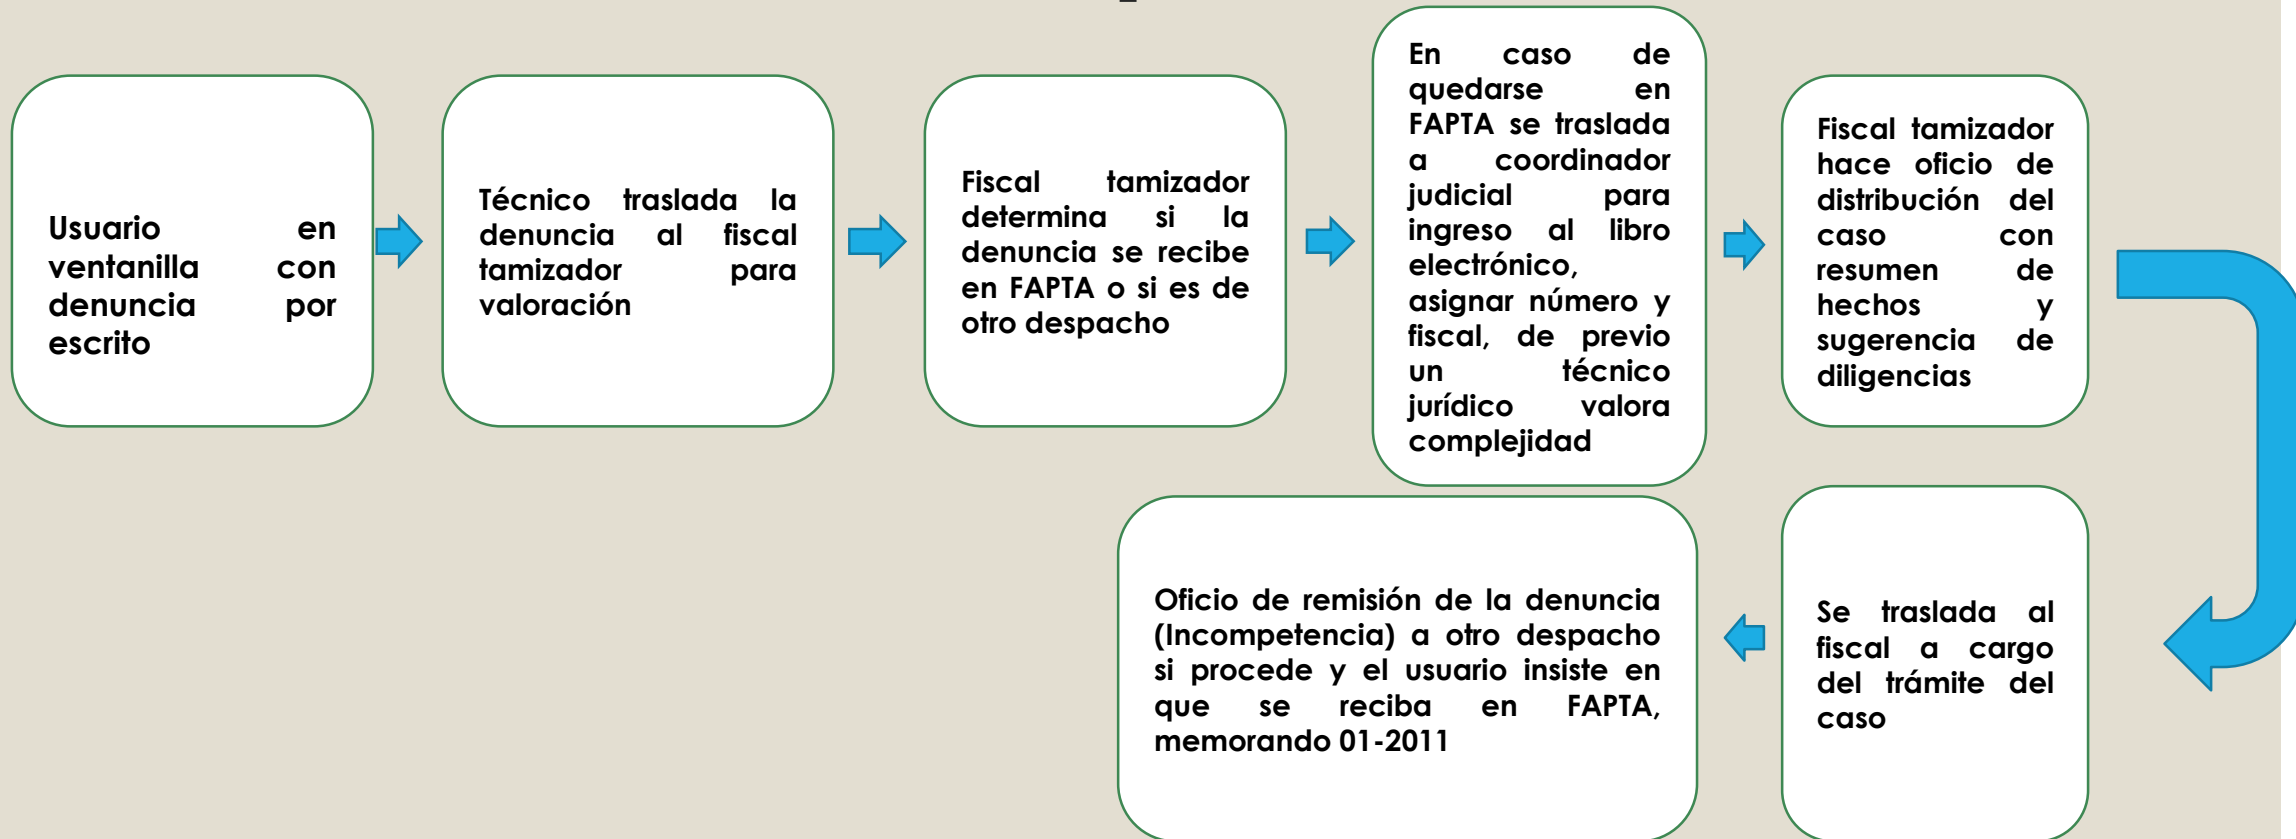 Usuario en
ventanilla con
denuncia por
escrito
Técnico traslada la
denuncia al fiscal
tamizador para
valoración
Fiscal tamizador
determina si la
denuncia se recibe
en FAPTA o si es de
otro despacho
En caso de
quedarse en
FAPTA se traslada
a coordinador
judicial para
ingreso al libro
electrónico,
asignar número y
fiscal, de previo
un técnico
jurídico valora
complejidad
Fiscal tamizador
hace oficio de
distribución del
caso con
resumen de
hechos y
sugerencia de
diligencias
Se traslada al
fiscal a cargo
del trámite del
caso
Oficio de remisión de la denuncia
(Incompetencia) a otro despacho
si procede y el usuario insiste en
que se reciba en FAPTA,
memorando 01-2011